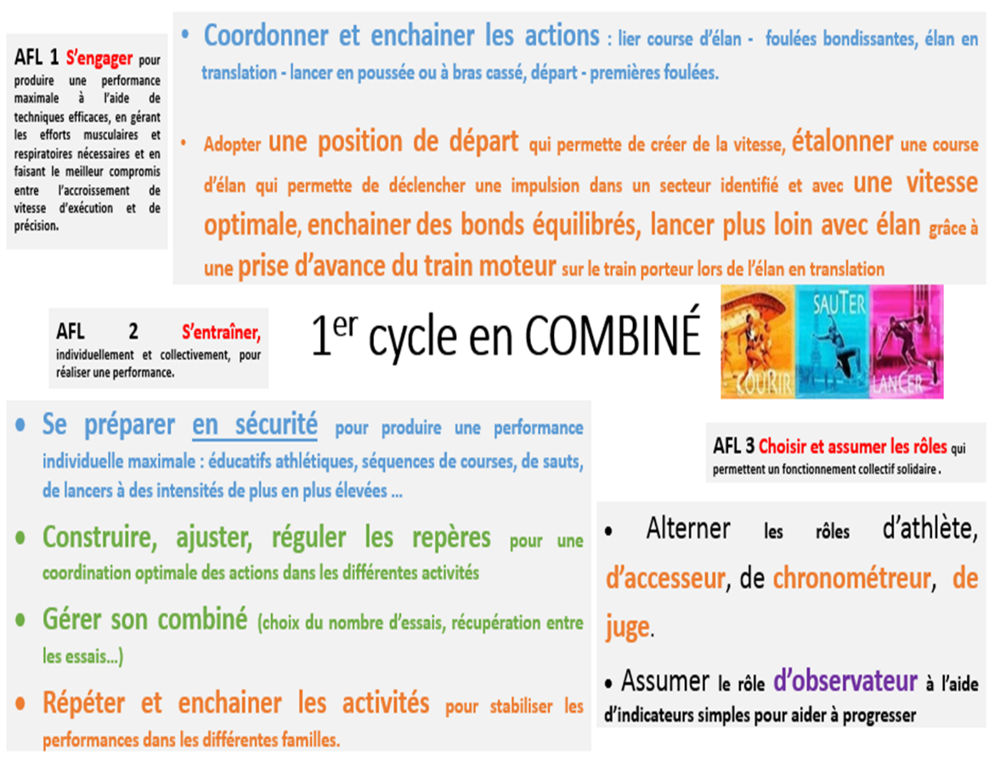 AFL 1 S'engager pour
produire une performance
maximale à l'aide de
techniques efficaces, en gérant
les efforts musculaires et
respiratoires nécessaires et en
faisant le meilleur compromis
entre l'accroissement de
vitesse d'exécution et de
précision.
• Coordonner et enchainer les actions : lier course d'élan - foulées bondissantes, élan en
translation - lancer en poussée ou à bras cassé, départ - premières foulées.
• Adopter une position de départ qui permette de créer de la vitesse, étalonner une course
d'élan qui permette de déclencher une impulsion dans un secteur identifié et avec une vitesse
optimale, enchainer des bonds équilibrés, lancer plus loin avec élan grâce à
une prise d'avance du train moteur sur le train porteur lors de l'élan en translation
AFL 2 S'entraîner,
individuellement et collectivement, pour
réaliser une performance.
1er cycle en COMBINÉ
COURIR
SAUTER
LANCER
• Se préparer en sécurité pour produire une performance
individuelle maximale : éducatifs athlétiques, séquences de courses, de sauts,
de lancers à des intensités de plus en plus élevées ...
• Construire, ajuster, réguler les repères pour une
coordination optimale des actions dans les différentes activités
• Gérer son combiné (choix du nombre d'essais, récupération entre
les essais...)
• Répéter et enchainer les activités pour stabiliser les
performances dans les différentes familles.
AFL 3 Choisir et assumer les rôles qui
permettent un fonctionnement collectif solidaire .
• Alterner les rôles d'athlète,
d'accesseur, de chronométreur, de
juge.
• Assumer le rôle d'observateur à l'aide
d'indicateurs simples pour aider à progresser